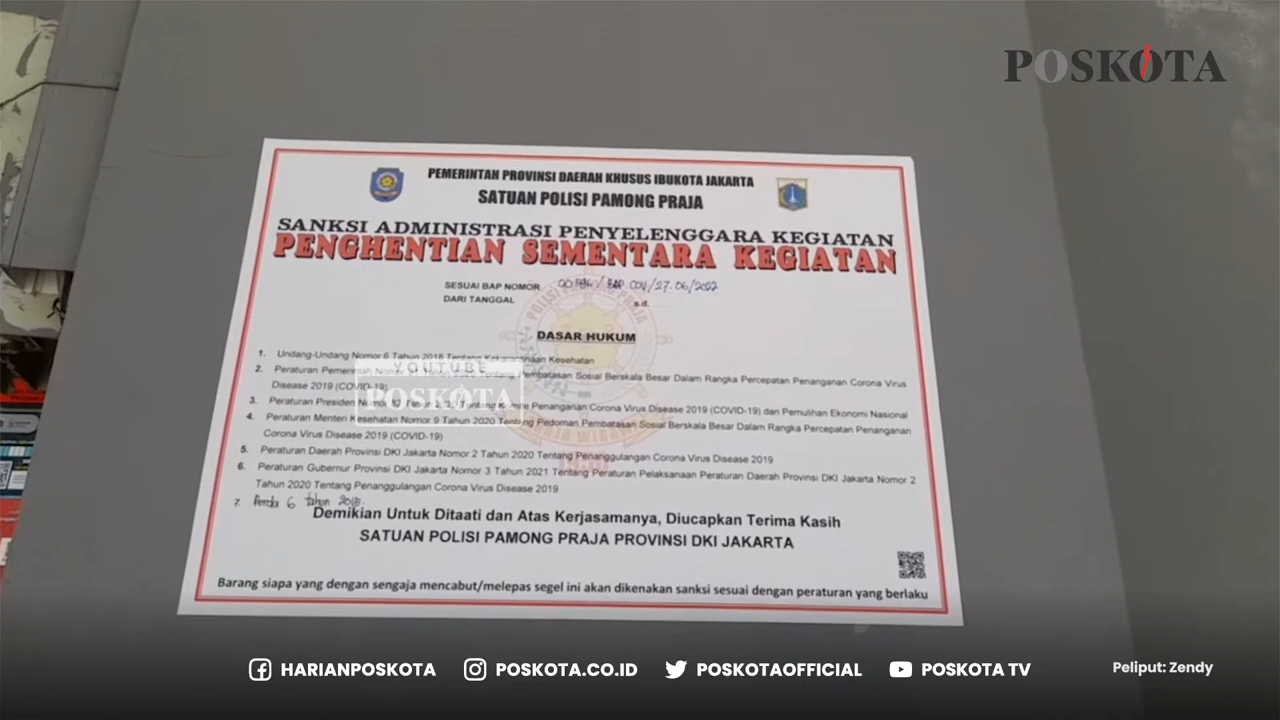 POSKOTA
PEMERINTAH PROVINSI DAERAH KHUSUS IBUKOTA JAKARTA
SATUAN POLISI PAMONG PRAJA
SANKSI ADMINISTRASI PENYELENGGARA KEGIATAN
PENGHENTIAN SEMENTARA KEGIATAN
SESUAI BAP NOMOR /27.06/2022
DARI TANGGAL s.d.
DASAR HUKUM
1. Undang-Undang Nomor 6 Tahun 2018 Tentang Kekarantinaan Kesehatan
2. Peraturan Pemerintah Tentang Pembatasan Sosial Berskala Besar Dalam Rangka Percepatan Penanganan Corona Virus
Disease 2019 (COVID-19)
YOUTUBE
POSKOTA
3. Peraturan Presiden Nomor Tahun Tentang Komite Penanganan Corona Virus Disease 2019 (COVID-19) dan Pemulihan Ekonomi Nasional
4. Peraturan Menteri Kesehatan Nomor 9 Tahun 2020 Tentang Pedoman Pembatasan Sosial Berskala Besar Dalam Rangka Percepatan Penanganan
Corona Virus Disease 2019 (COVID-19)
5. Peraturan Daerah Provinsi DKI Jakarta Nomor 2 Tahun 2020 Tentang Penanggulangan Corona Virus Disease 2019
6. Peraturan Gubernur Provinsi DKI Jakarta Nomor 3 Tahun 2021 Tentang Peraturan Pelaksanaan Peraturan Daerah Provinsi DKI Jakarta Nomor 2
Tahun 2020 Tentang Penanggulangan Corona Virus Disease 2019
7. Perda 6 tahun
Demikian Untuk Ditaati dan Atas Kerjasamanya, Diucapkan Terima Kasih
SATUAN POLISI PAMONG PRAJA PROVINSI DKI JAKARTA
Barang siapa yang dengan sengaja mencabut/melepas segel ini akan dikenakan sanksi sesuai dengan peraturan yang berlaku
HARIANPOSKOTA POSKOTA.CO.ID POSKOTAOFFICIAL POSKOTA TV
Peliput: Zendy